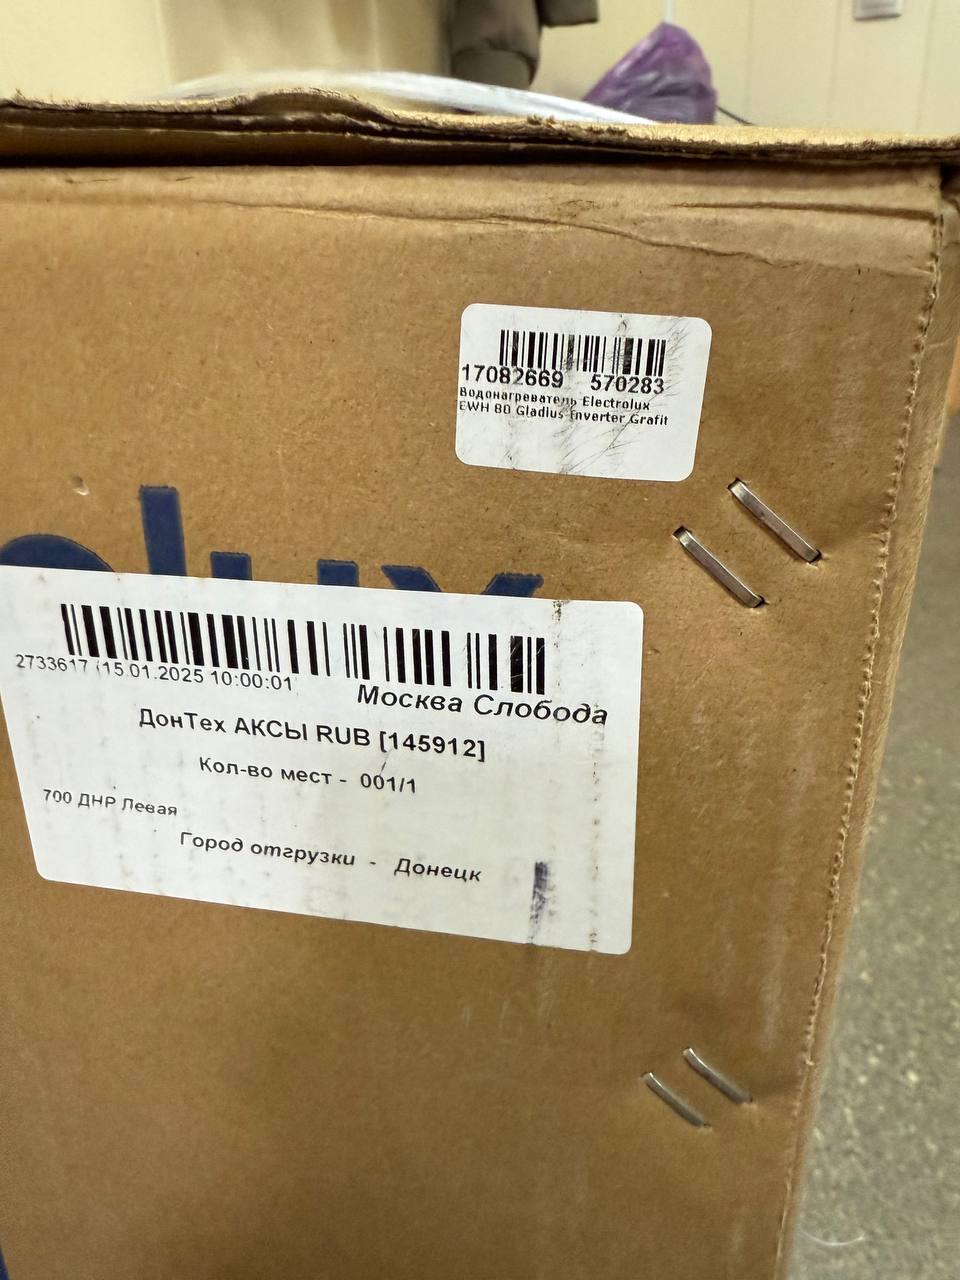 17082669 570283
Водонагреватель Electrolux
EWH 80 Gladius Inverter Grafit
lux
2733617 15.01.2025 10:00:01
Москва Слобода
ДонТех АКСЫ RUB [145912]
Кол-во мест - 001/1
700 ДНР Левая
Город отгрузки - Донецк